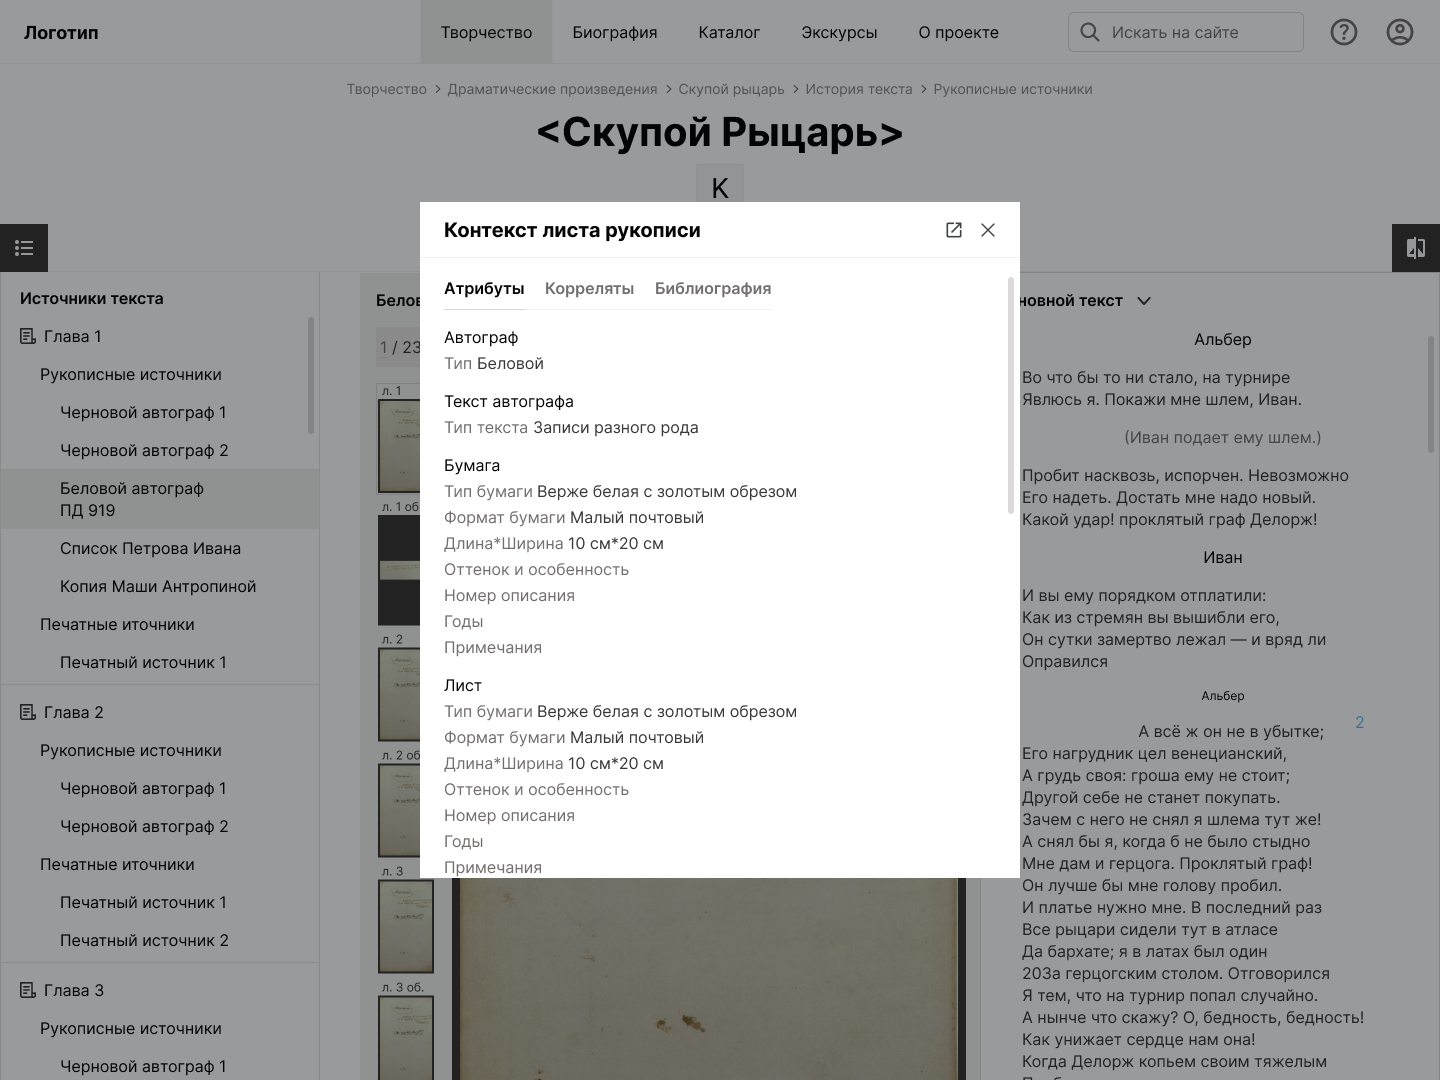 Логотип
Творчество
Биография
Каталог
Экскурсы
О проекте
Искать на сайте
Творчество > Драматические произведения > Скупой рыцарь > История текста > Рукописные источники
<Скупой Рыцарь>
К
Источники текста
Глава 1
Рукописные источники
Черновой автограф 1
Черновой автограф 2
Беловой автограф
ПД 919
Список Петрова Ивана
Копия Маши Антропиной
Печатные иточники
Печатный источник 1
Глава 2
Рукописные источники
Черновой автограф 1
Черновой автограф 2
Печатные иточники
Печатный источник 1
Печатный источник 2
Глава 3
Рукописные источники
Черновой автограф 1
Белов
1 / 23
л. 1
л. 1 об
л. 2
л. 2 об
л. 3
л. 3 об.
Контекст листа рукописи
Атрибуты
Корреляты
Библиография
Автограф
Тип Беловой
Текст автографа
Тип текста Записи разного рода
Бумага
Тип бумаги Верже белая с золотым обрезом
Формат бумаги Малый почтовый
Длина*Ширина 10 см*20 см
Оттенок и особенность
Номер описания
Годы
Примечания
Лист
Тип бумаги Верже белая с золотым обрезом
Формат бумаги Малый почтовый
Длина*Ширина 10 см*20 см
Оттенок и особенность
Номер описания
Годы
Примечания
новной текст
Альбер
Во что бы то ни стало, на турнире
Явлюсь я. Покажи мне шлем, Иван.
(Иван подает ему шлем.)
Пробит насквозь, испорчен. Невозможно
Его надеть. Достать мне надо новый.
Какой удар! проклятый граф Делорж!
Иван
И вы ему порядком отплатили:
Как из стремян вы вышибли его,
Он сутки замертво лежал — и вряд ли
Оправился
Альбер
2
А всё ж он не в убытке;
Его нагрудник цел венецианский,
А грудь своя: гроша ему не стоит;
Другой себе не станет покупать.
Зачем с него не снял я шлема тут же!
А снял бы я, когда б не было стыдно
Мне дам и герцога. Проклятый граф!
Он лучше бы мне голову пробил.
И платье нужно мне. В последний раз
Все рыцари сидели тут в атласе
Да бархате; я в латах был один
20За герцогским столом. Отговорился
Я тем, что на турнир попал случайно.
А нынче что скажу? О, бедность, бедность!
Как унижает сердце нам она!
Когда Делорж копьем своим тяжелым